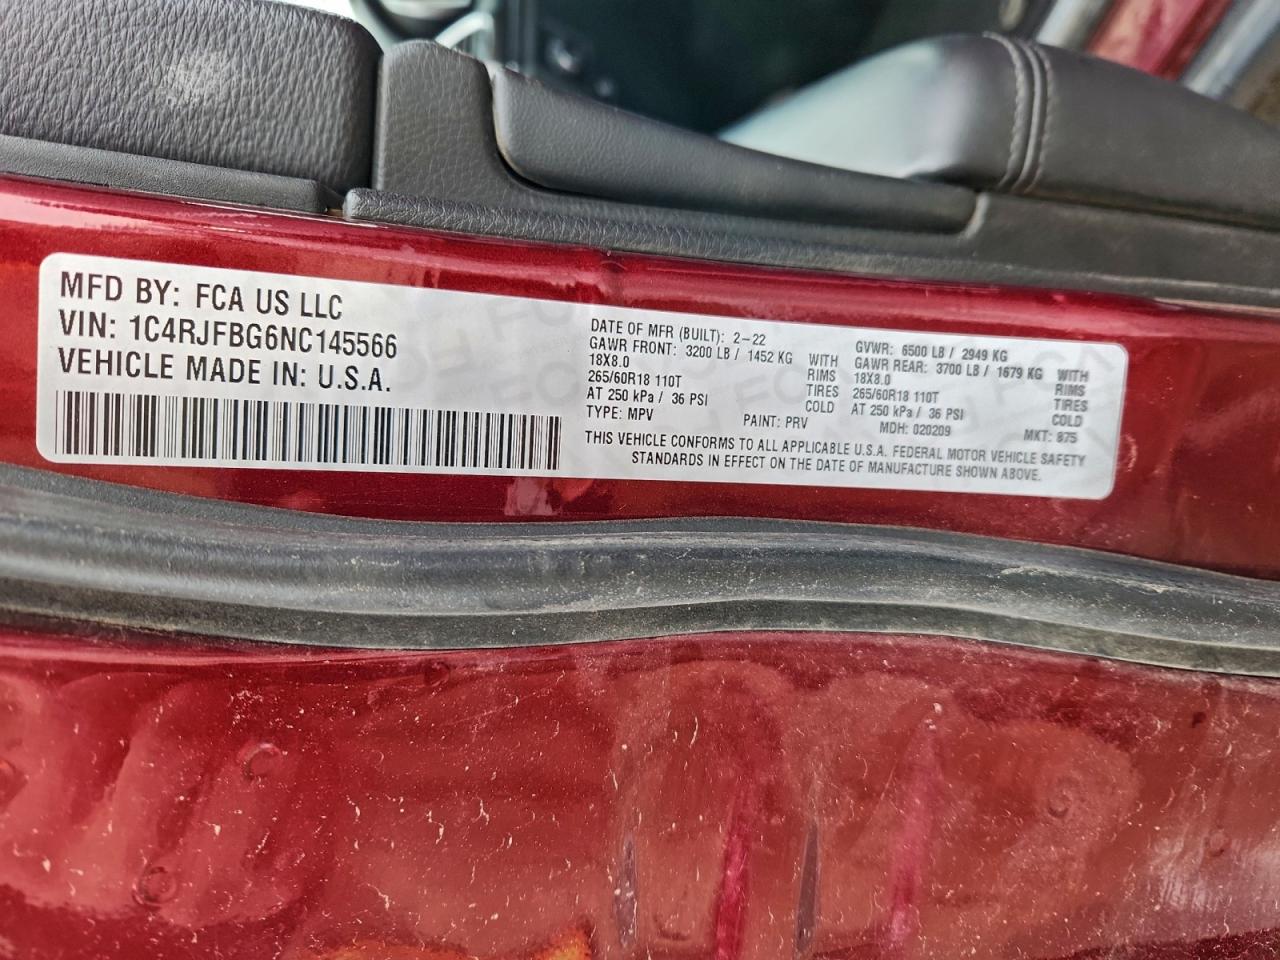 MFD BY: FCA US LLC
VIN: 1C4RJFBG6NC145566
VEHICLE MADE IN: U.S.A.
DATE OF MFR (BUILT): 2-22
GAWR FRONT: 3200 LB / 1452 KG WITH
18X8.0 RIMS
265/60R18 110T TIRES
AT 250 kPa / 36 PSI COLD
TYPE: MPV
PAINT: PRV
GVWR: 6500 LB / 2949 KG
GAWR REAR: 3700 LB / 1679 KG WITH
18X8.0 RIMS
265/60R18 110T TIRES
AT 250 kPa / 36 PSI COLD
MDH: 020209
MKT: 875
THIS VEHICLE CONFORMS TO ALL APPLICABLE U.S.A. FEDERAL MOTOR VEHICLE SAFETY
STANDARDS IN EFFECT ON THE DATE OF MANUFACTURE SHOWN ABOVE.